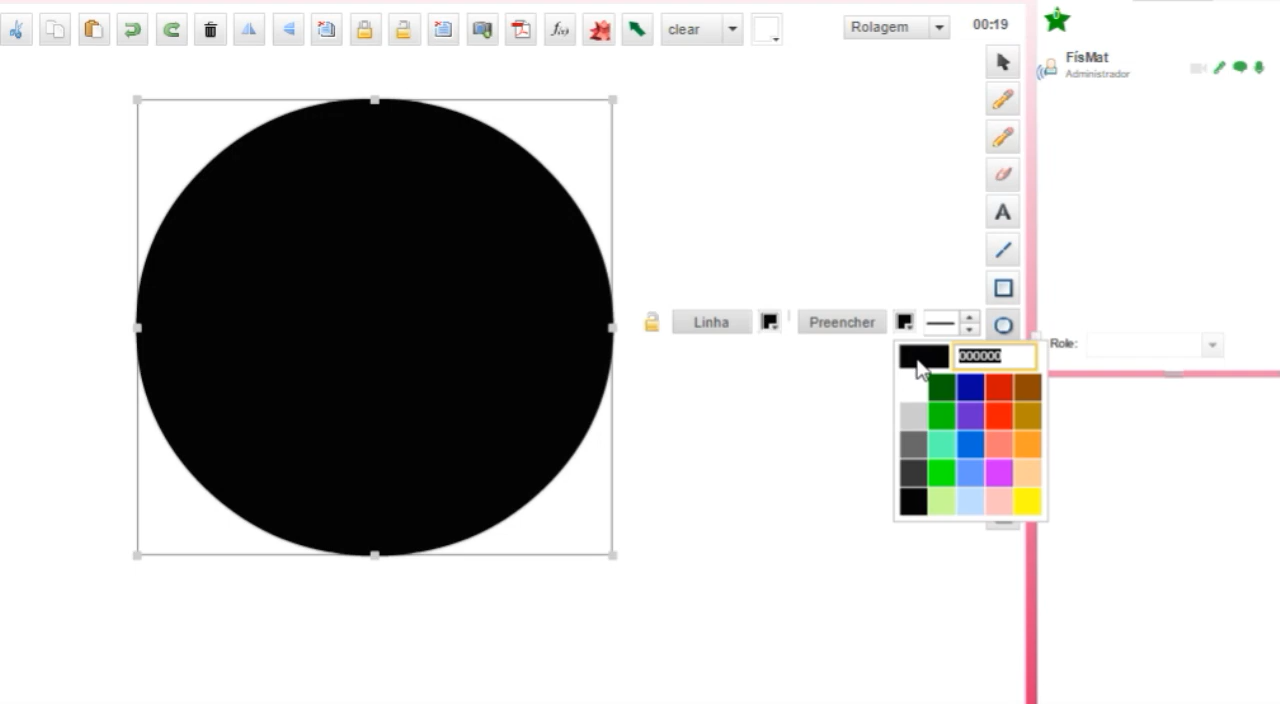 clear
Rolagem
00:19
FísMat
Administrador
Linha
Preencher
000000
Role:
A
f(x)